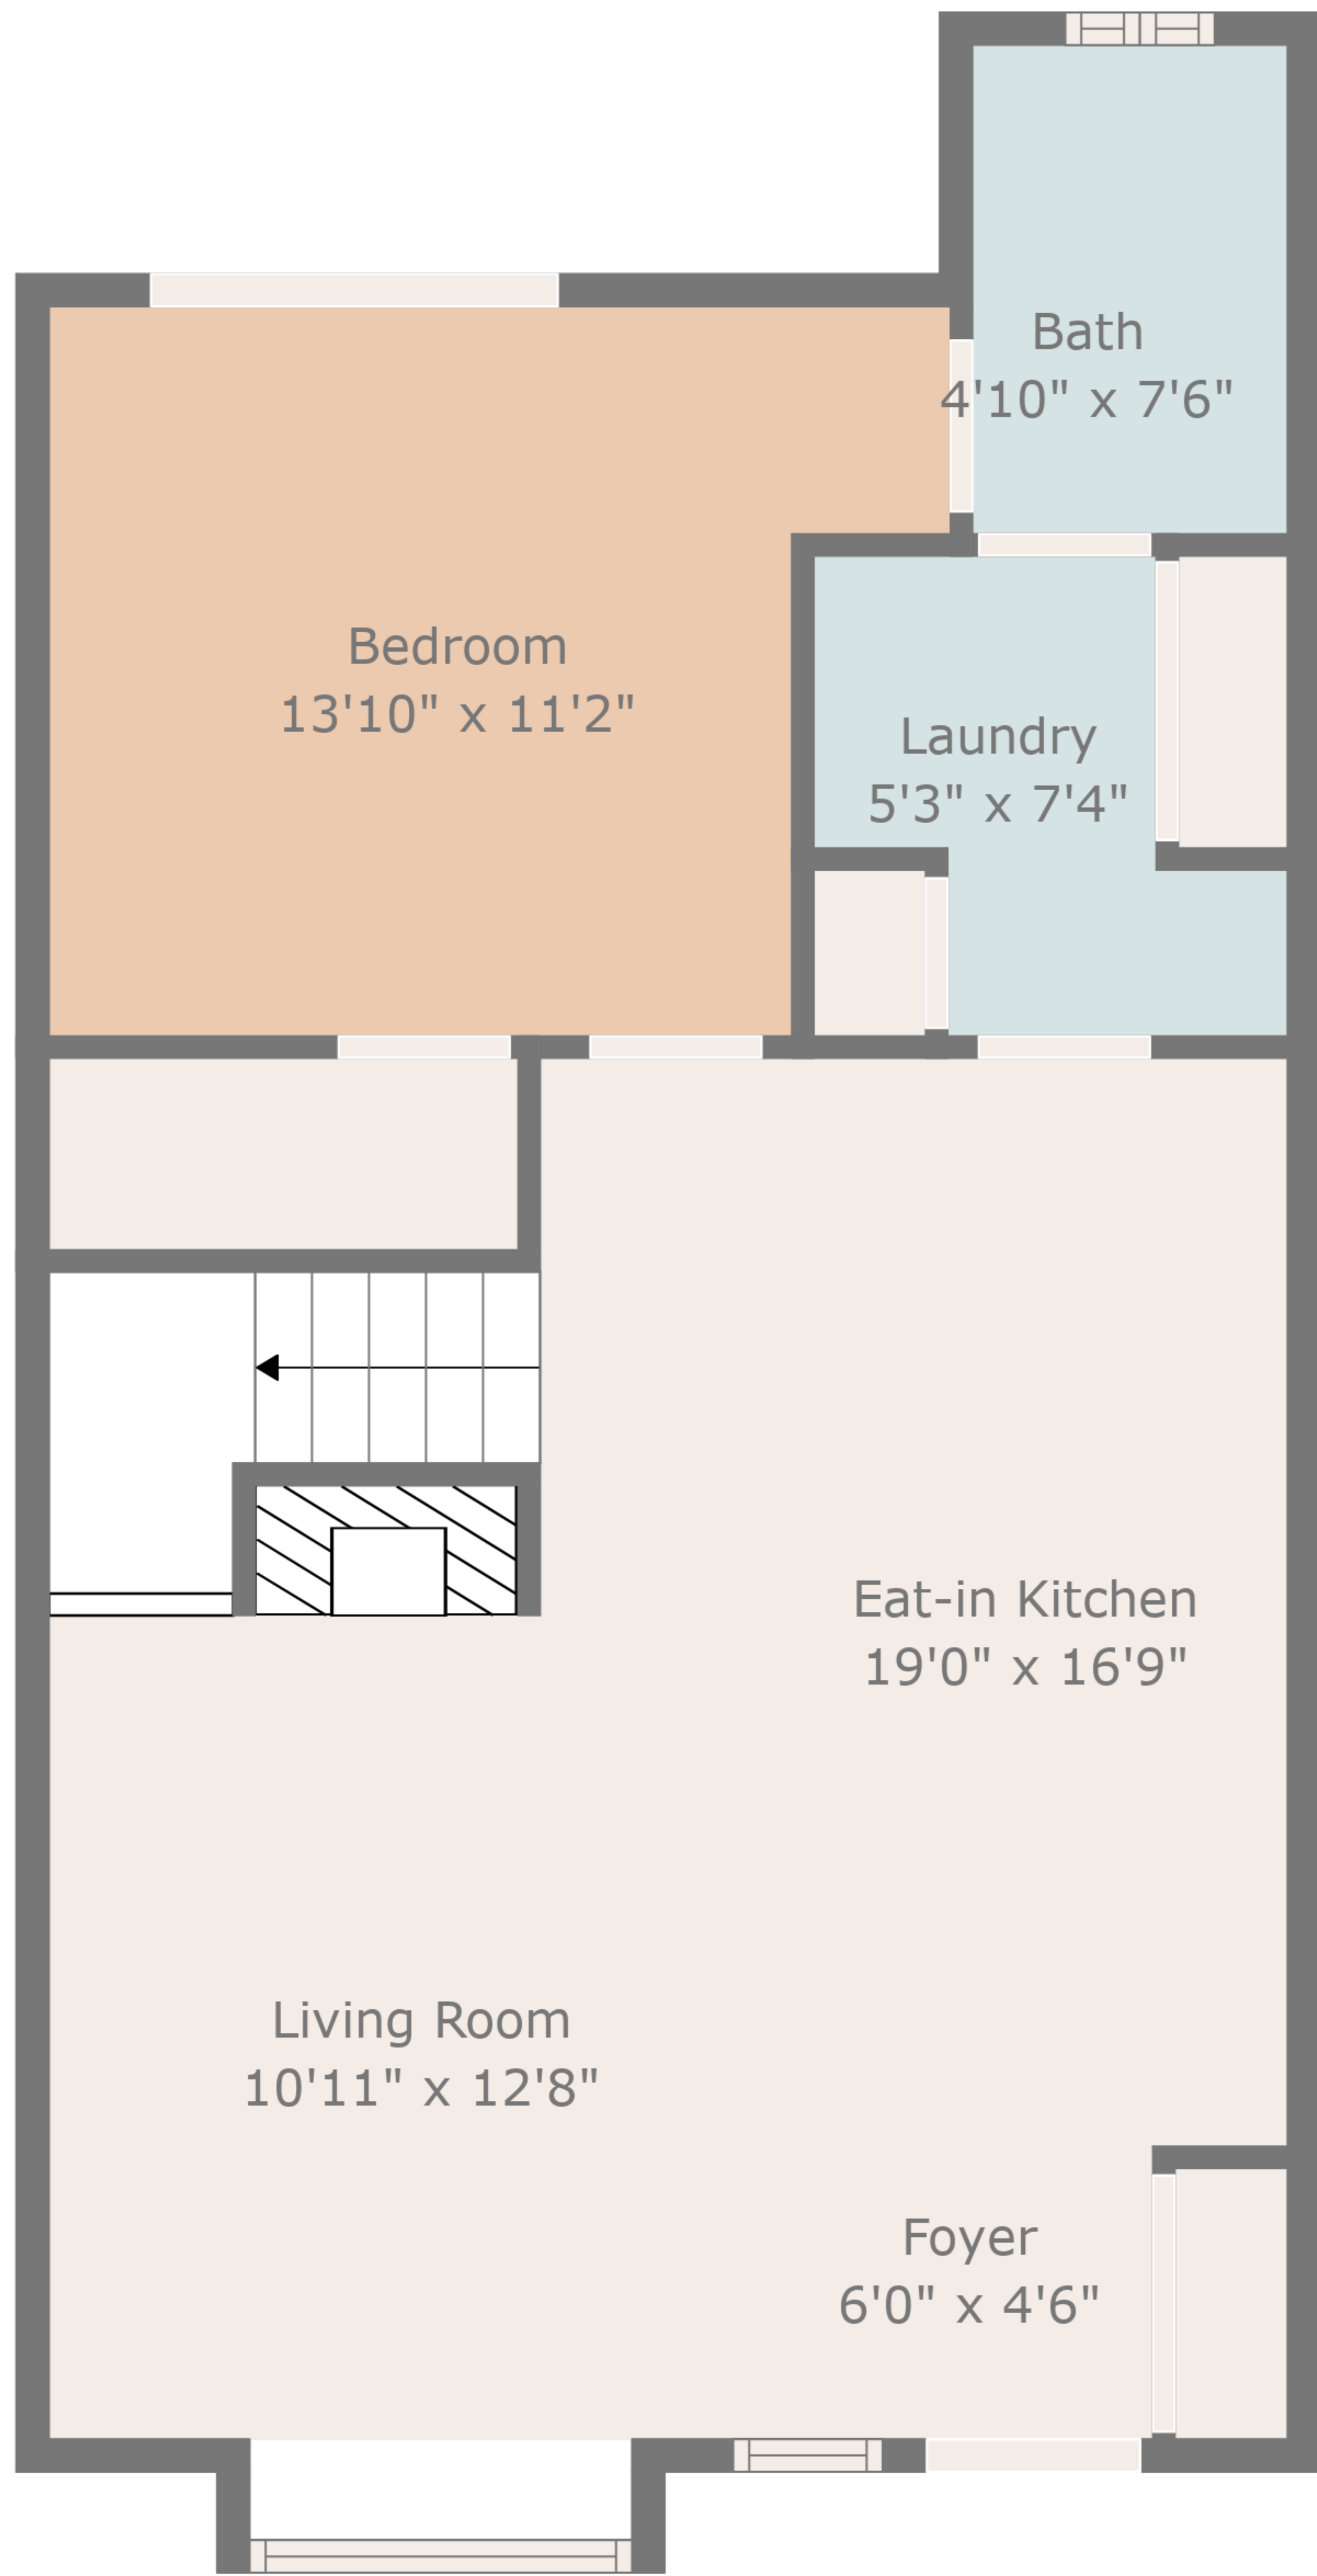 Bath
4'10" x 7'6"
Bedroom
13'10" x 11'2"
Laundry
5'3" x 7'4"
Eat-in Kitchen
19'0" x 16'9"
Living Room
10'11" x 12'8"
Foyer
6'0" x 4'6"